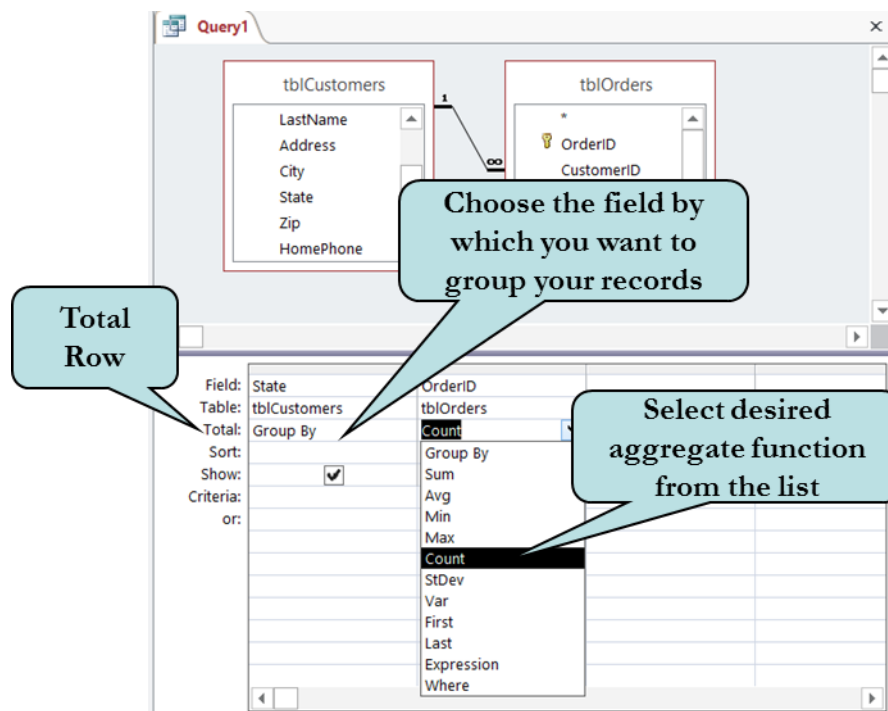 Query1
tblCustomers
LastName
Address
City
State
Zip
HomePhone
1
∞
tblOrders
*
OrderID
CustomerID
Choose the field by
which you want to
group your records
Total
Row
Field: State OrderID
Table: tblCustomers tblOrders
Total: Group By Count
Sort:
Show:
Criteria:
or:
Group By
Sum
Avg
Min
Max
Count
StDev
Var
First
Last
Expression
Where
Select desired
aggregate function
from the list